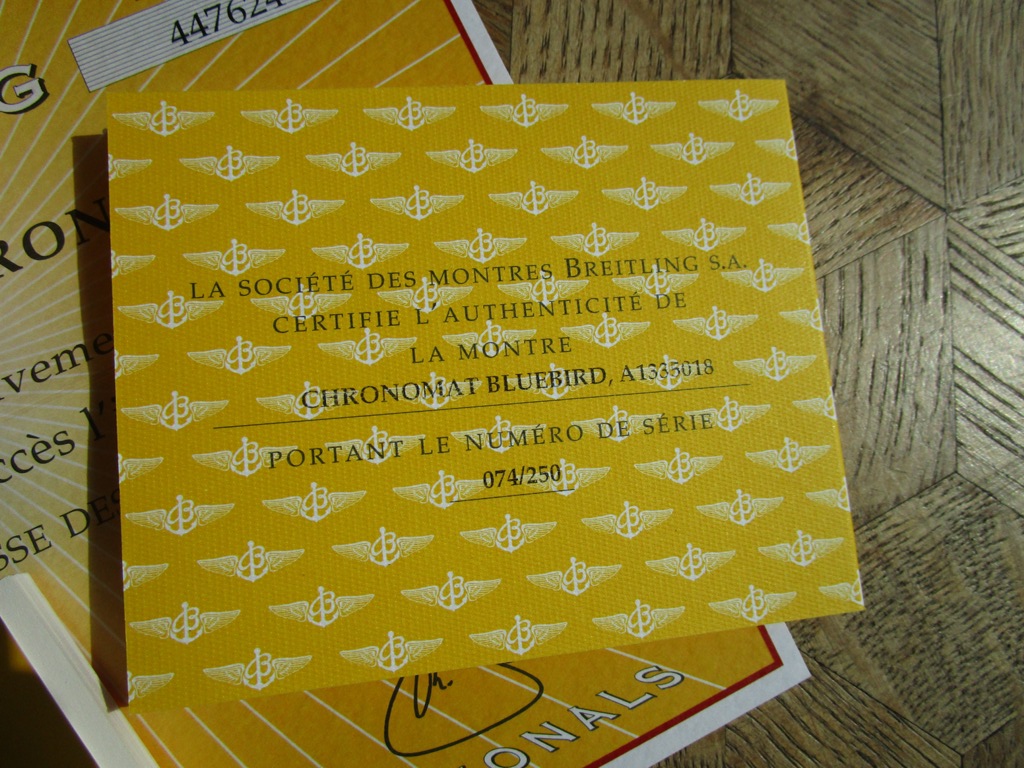 447624
G
RON
LA SOCIÉTÉ DES MONTRES BREITLING S.A.
CERTIFIE L'AUTHENTICITÉ DE
LA MONTRE
CHRONOMAT BLUEBIRD, A1335018
PORTANT LE NUMÉRO DE SÉRIE
074/250
veme
ccès l'
SSE DES
ONALS